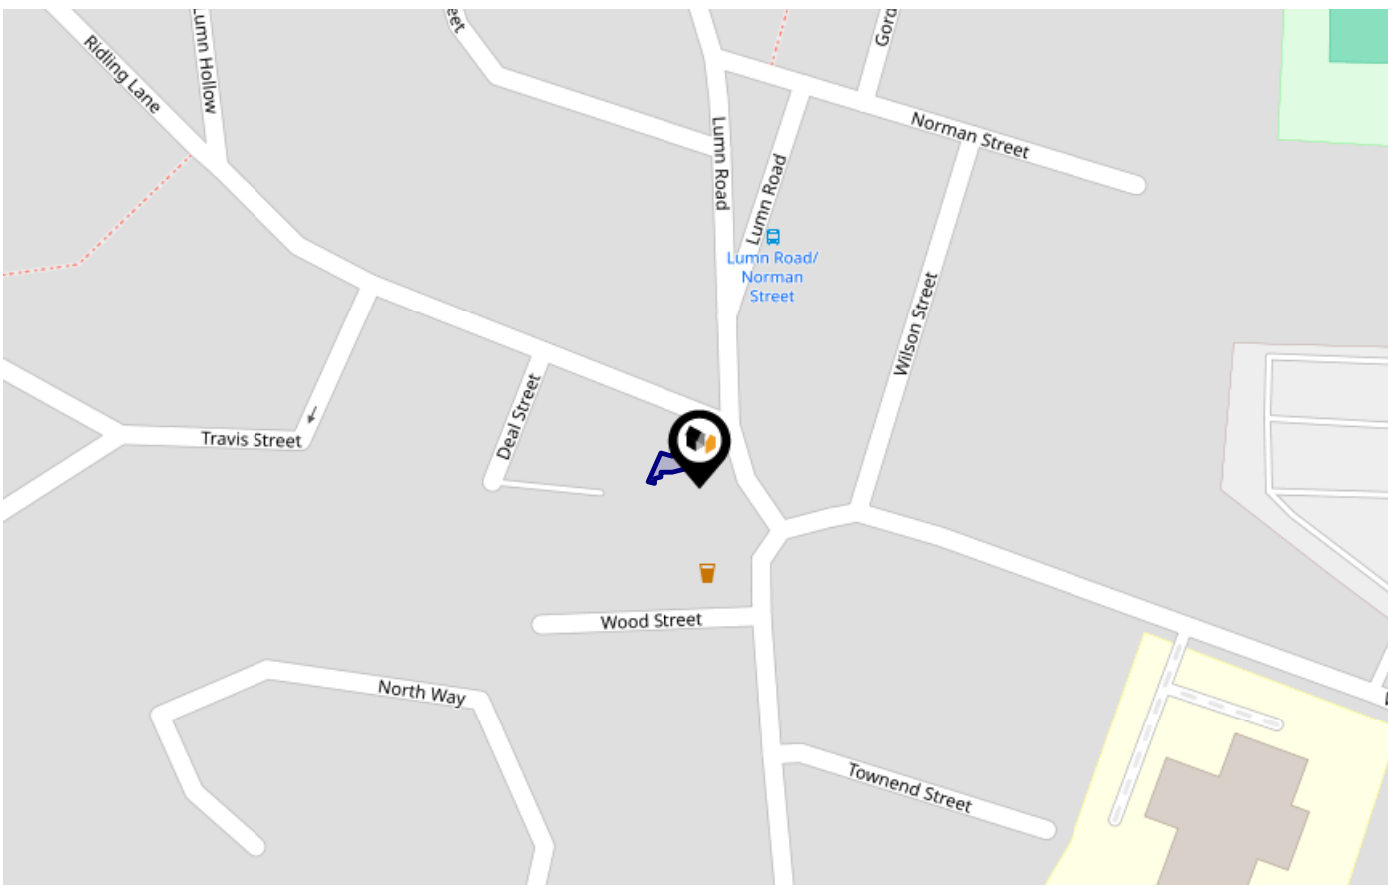 Ridling Lane
Lumn Hollow
Lumn Road
Lumn Road
Norman Street
Lumn Road/
Norman
Street
Wilson Street
Deal Street
Travis Street
Wood Street
North Way
Townend Street